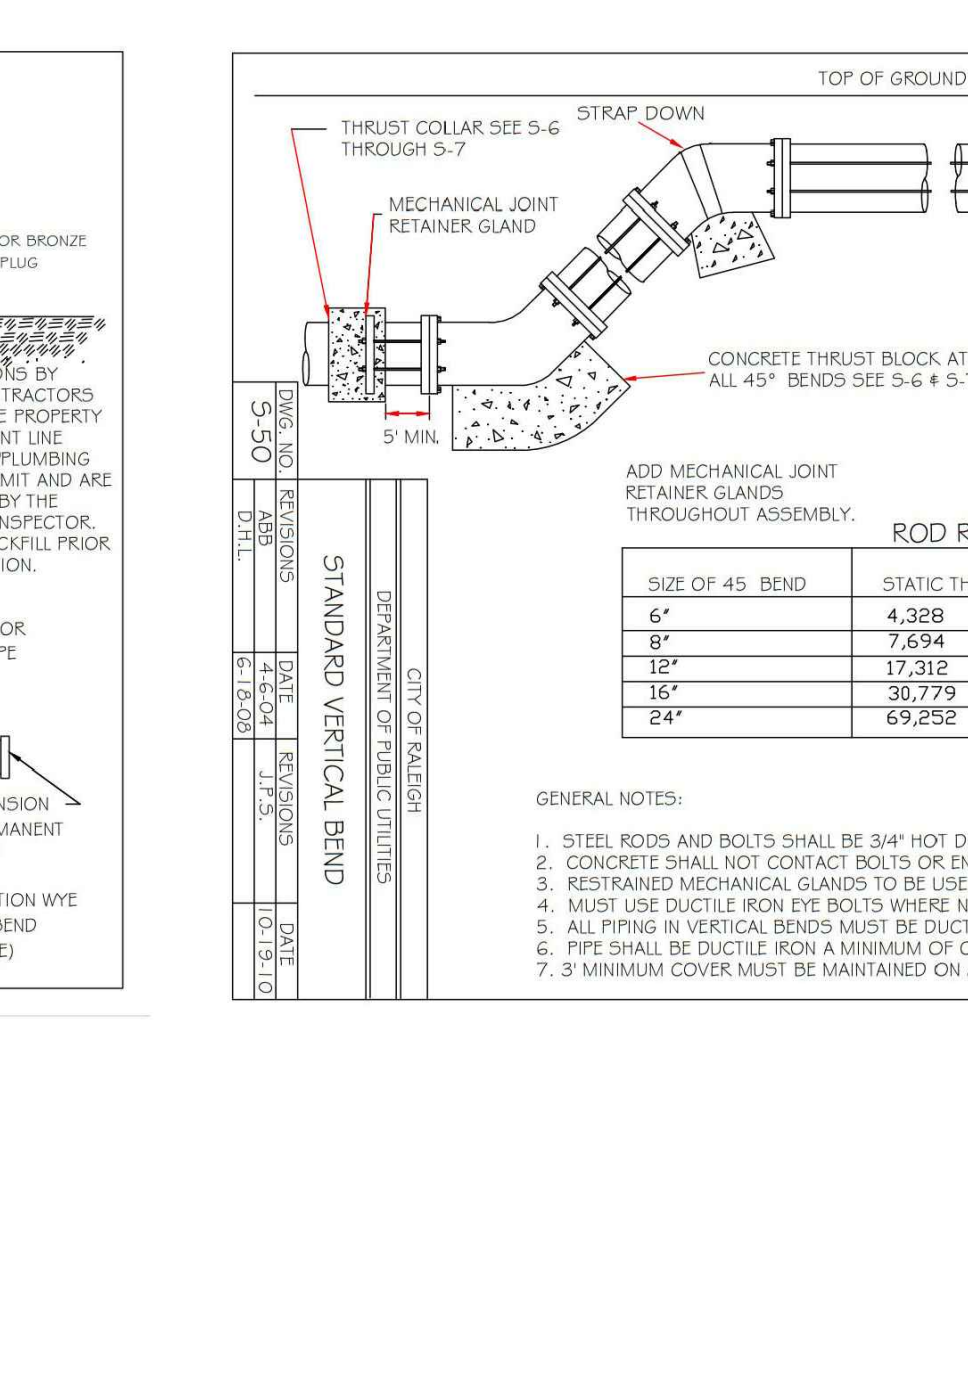 OR BRONZE
PLUG
ONS BY
TRACTORS
E PROPERTY
NT LINE
PLUMBING
MIT AND ARE
BY THE
NSPECTOR.
CKFILL PRIOR
ION.
OR
PE
NSION
MANENT
TION WYE
BEND
E)
TOP OF GROUND
STRAP DOWN
THRUST COLLAR SEE S-6
THROUGH S-7
MECHANICAL JOINT
RETAINER GLAND
5' MIN.
CONCRETE THRUST BLOCK AT
ALL 45° BENDS SEE S-6 & S-7
ADD MECHANICAL JOINT
RETAINER GLANDS
THROUGHOUT ASSEMBLY.
ROD R
SIZE OF 45 BEND STATIC TH
6" 4,328
8" 7,694
12" 17,312
16" 30,779
24" 69,252
GENERAL NOTES:
1. STEEL RODS AND BOLTS SHALL BE 3/4" HOT D
2. CONCRETE SHALL NOT CONTACT BOLTS OR EN
3. RESTRAINED MECHANICAL GLANDS TO BE USE
4. MUST USE DUCTILE IRON EYE BOLTS WHERE N
5. ALL PIPING IN VERTICAL BENDS MUST BE DUCT
6. PIPE SHALL BE DUCTILE IRON A MINIMUM OF
7. 3' MINIMUM COVER MUST BE MAINTAINED ON
CITY OF RALEIGH
DEPARTMENT OF PUBLIC UTILITIES
STANDARD VERTICAL BEND
DWG. NO. REVISIONS DATE REVISIONS DATE
S-50 ABB 4-6-04 J.P.S. 10-19-10
D.H.L. 6-18-08